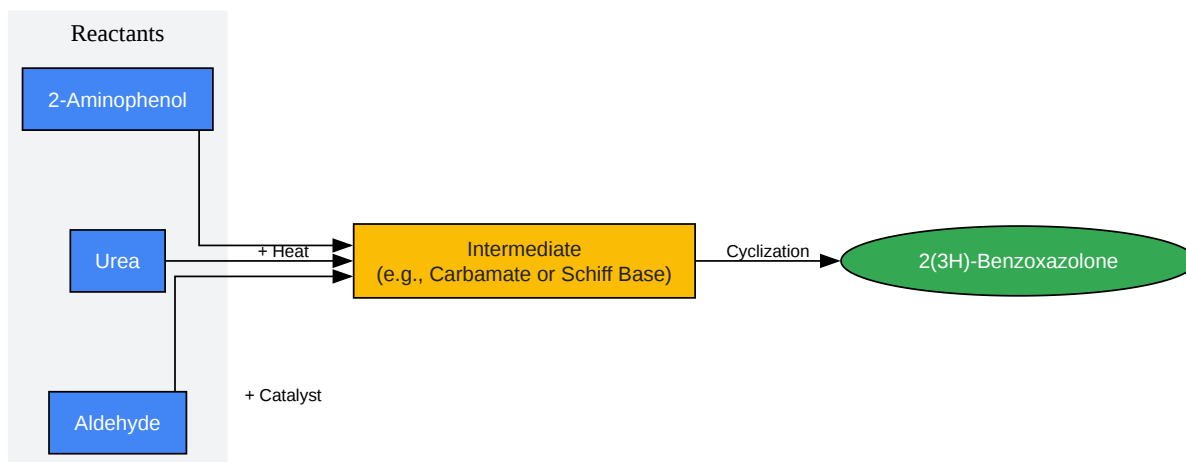 Reactants
2-Aminophenol
Urea
+ Heat
Intermediate
(e.g., Carbamate or Schiff Base)
Cyclization
2(3H)-Benzoxazolone
+ Catalyst
Aldehyde